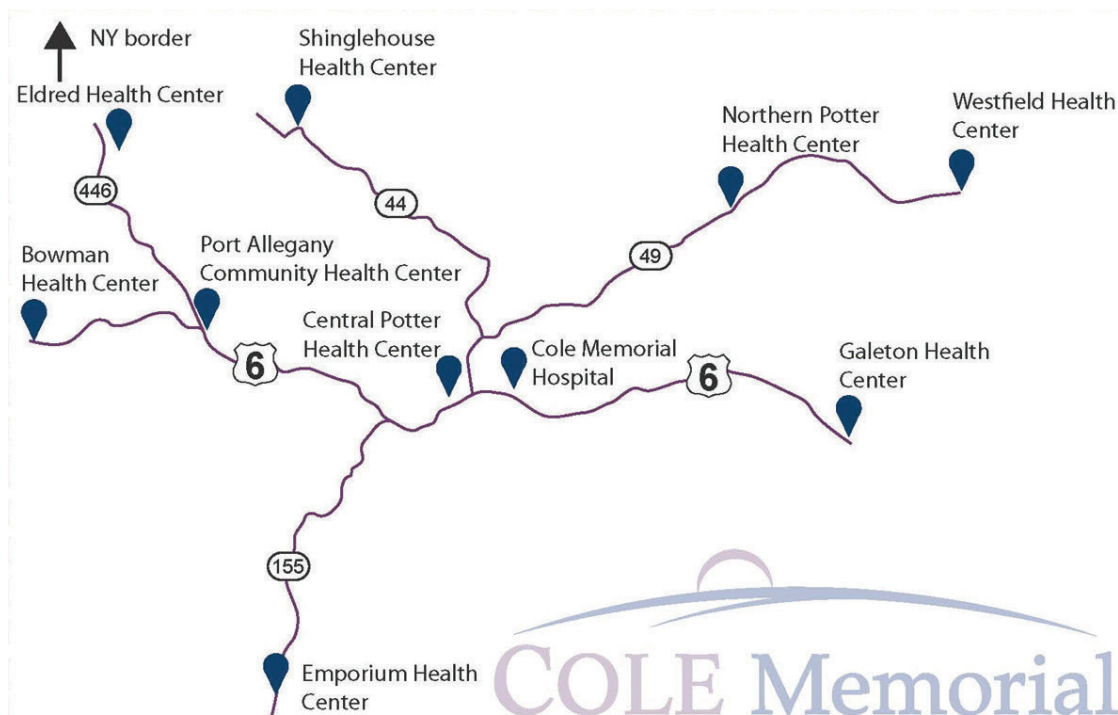 NY border
Eldred Health Center
Shinglehouse
Health Center
Northern Potter
Health Center
Westfield Health
Center
446
44
49
Bowman
Health Center
Port Allegany
Community Health Center
Central Potter
Health Center
Cole Memorial
Hospital
Galeton Health
Center
6
6
155
Emporium Health
Center
COLE Memorial